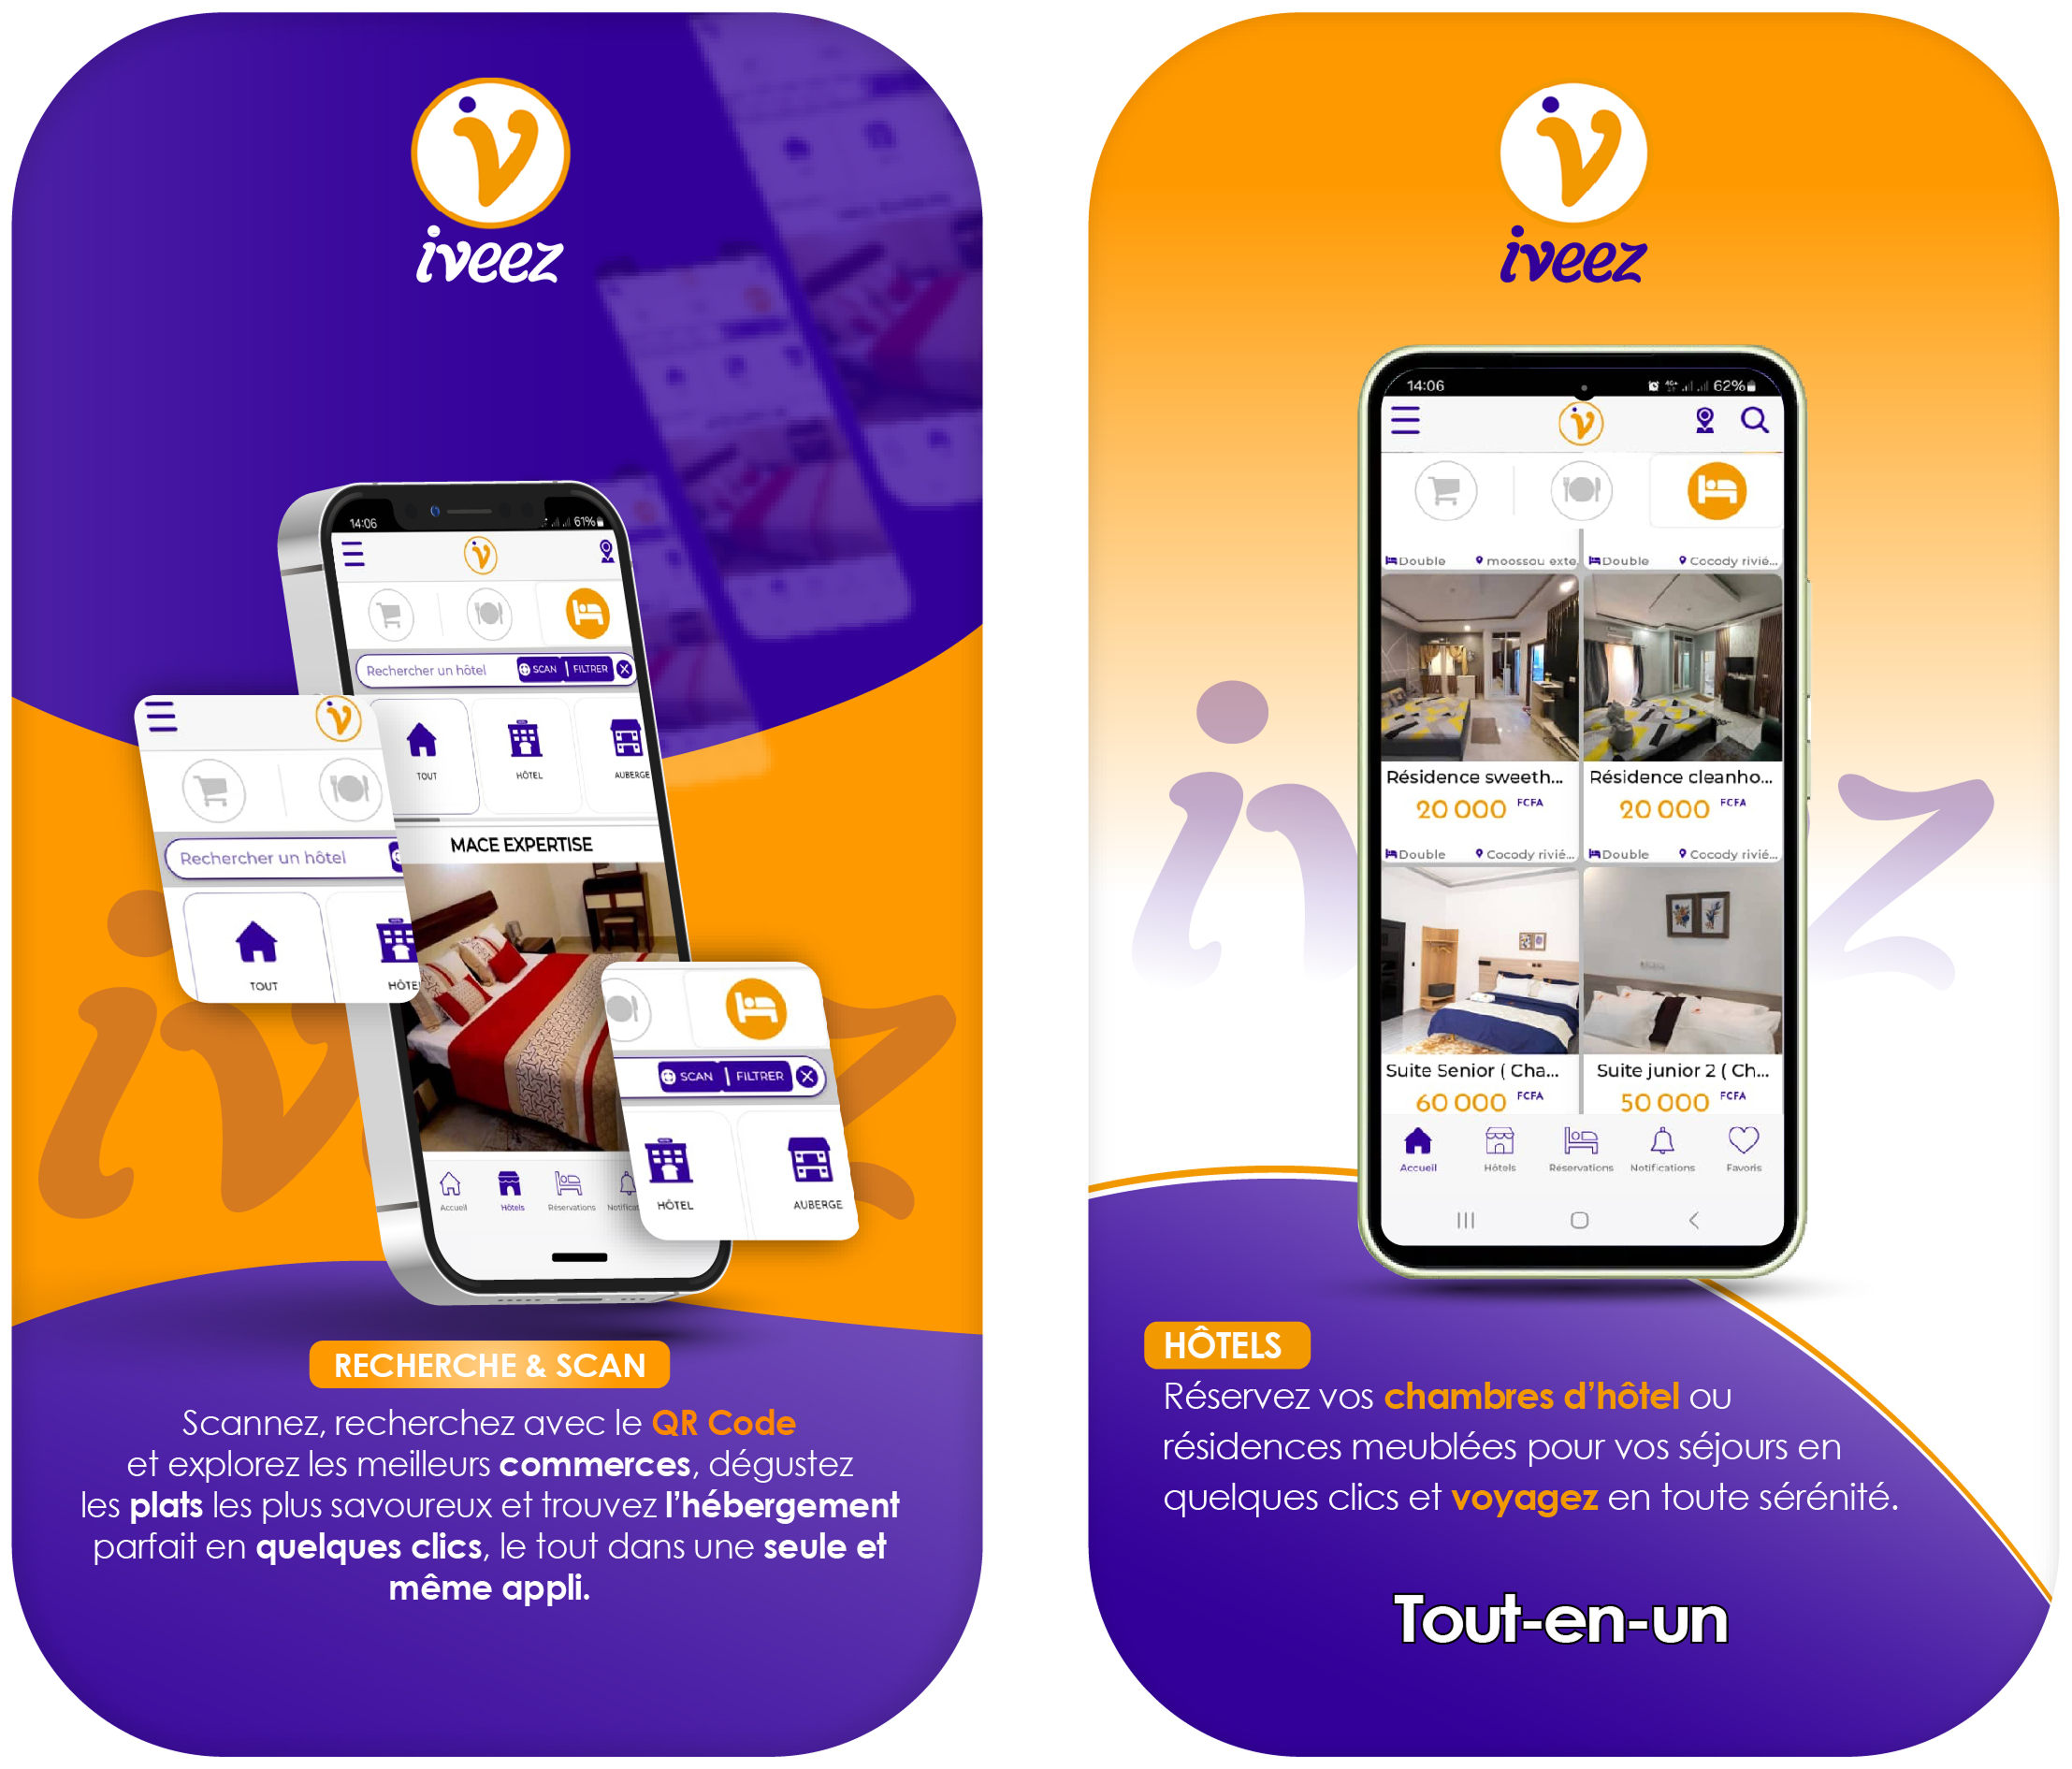 iv
iveez
14:06
61%
iv
Rechercher un hôtel
SCAN
FILTRER
TOUT
HÔTEL
AUBERGE
MACE EXPERTISE
Accueil
Hôtels
Réservations
iv
Rechercher un hôtel
TOUT
SCAN
FILTRER
HÔTEL
AUBERGE
RECHERCHE & SCAN
Scannez, recherchez avec le QR Code
et explorez les meilleurs commerces, dégustez
les plats les plus savoureux et trouvez l'hébergement
parfait en quelques clics, le tout dans une seule et
même appli.
iv
iveez
14:06
62%
iv
Double
moossou exte
Double
Cocody rivié...
Résidence sweeth...
20 000 FCFA
Résidence cleanho...
20 000 FCFA
Double
Cocody rivié...
Double
Cocody rivié...
Suite Senior ( Cha...
60 000 FCFA
Suite junior 2 ( Ch...
50 000 FCFA
Accueil
Hôtels
Réservations
Notifications
Favoris
HÔTELS
Réservez vos chambres d'hôtel ou
résidences meublées pour vos séjours en
quelques clics et voyagez en toute sérénité.
Tout-en-un